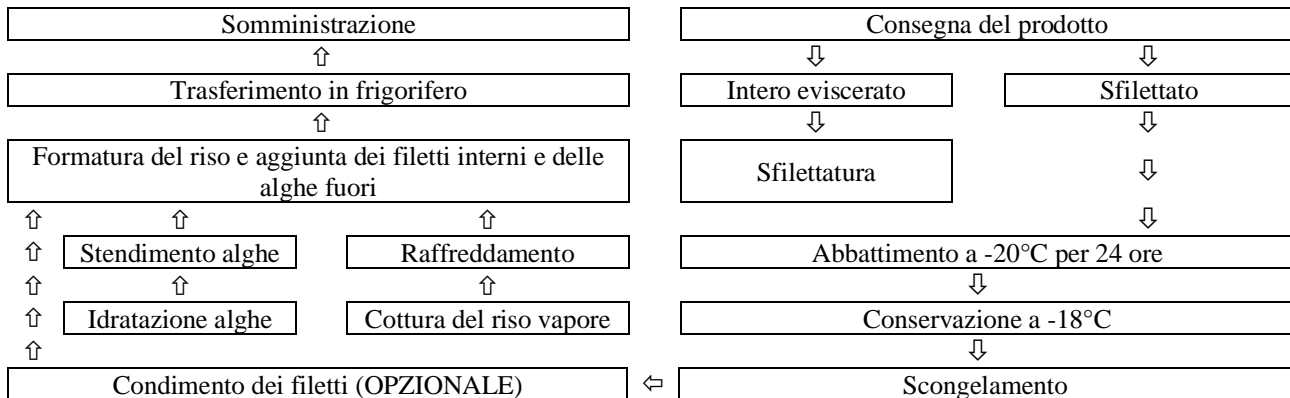 Somministrazione
Consegna del prodotto
⇧
⇩
⇩
Trasferimento in frigorifero
Intero eviscerato
Sfilettato
⇧
⇩
⇩
Formatura del riso e aggiunta dei filetti interni e delle
alghe fuori
Sfilettatura
⇩
⇧
⇧
⇧
⇩
⇧
Stendimento alghe
Raffreddamento
Abbattimento a -20°C per 24 ore
⇧
⇧
⇧
⇩
⇧
Idratazione alghe
Cottura del riso vapore
Conservazione a -18°C
⇧
⇩
Condimento dei filetti (OPZIONALE)
⇦
Scongelamento